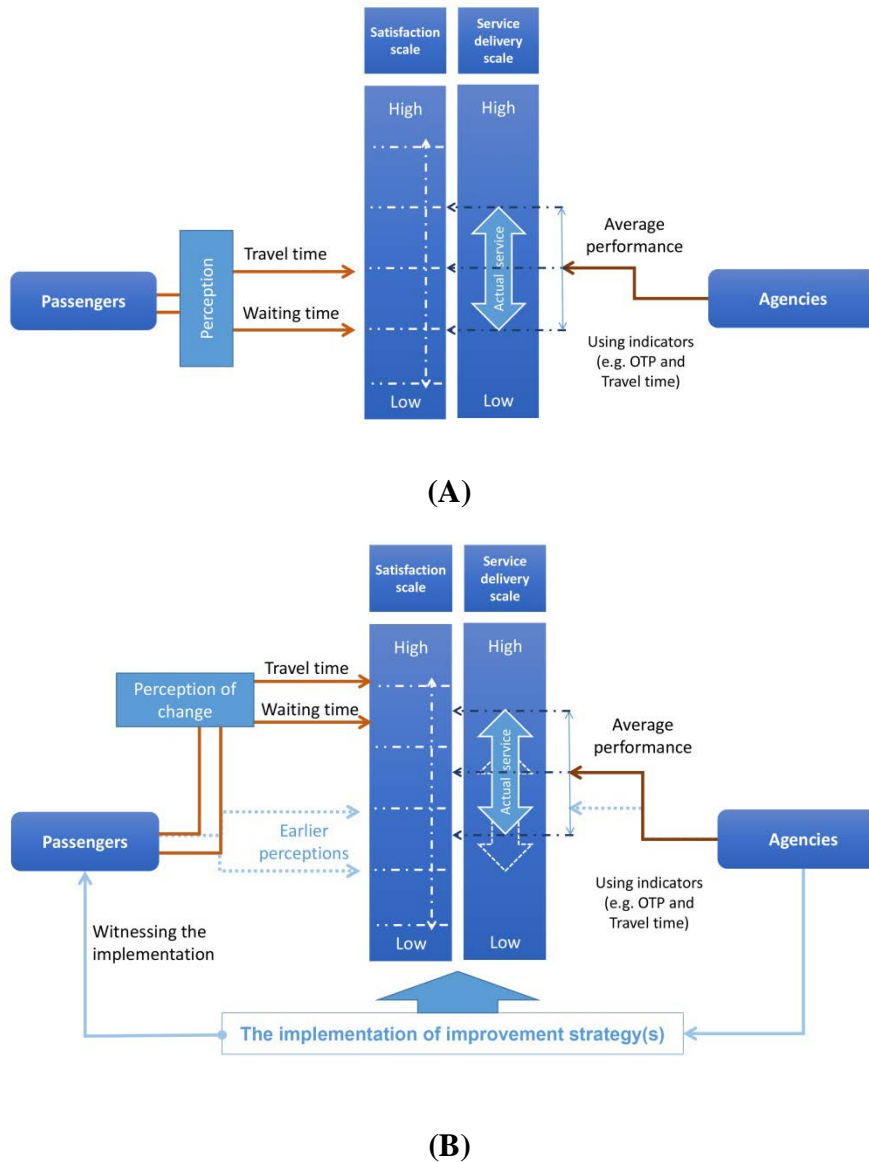 Satisfaction
scale
Service
delivery
scale
High
High
Travel time
Waiting time
Passengers
Perception
Actual service
Average
performance
Agencies
Using indicators
(e.g. OTP and
Travel time)
Low
Low
(A)
Satisfaction
scale
Service
delivery
scale
High
High
Travel time
Waiting time
Perception of
change
Actual service
Average
performance
Passengers
Earlier
perceptions
Agencies
Using indicators
(e.g. OTP and
Travel time)
Witnessing the
implementation
Low
Low
The implementation of improvement strategy(s)
(B)